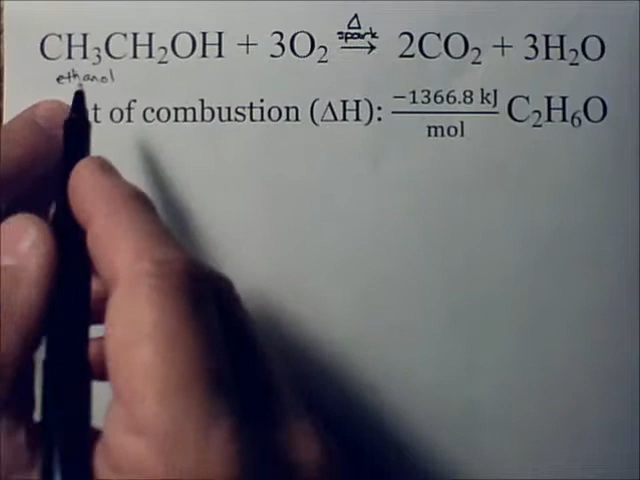 Δ
spark
CH₃CH₂OH + 3O₂ → 2CO₂ + 3H₂O
ethanol
t of combustion (ΔH): −1366.8 kJ/mol C₂H₆O